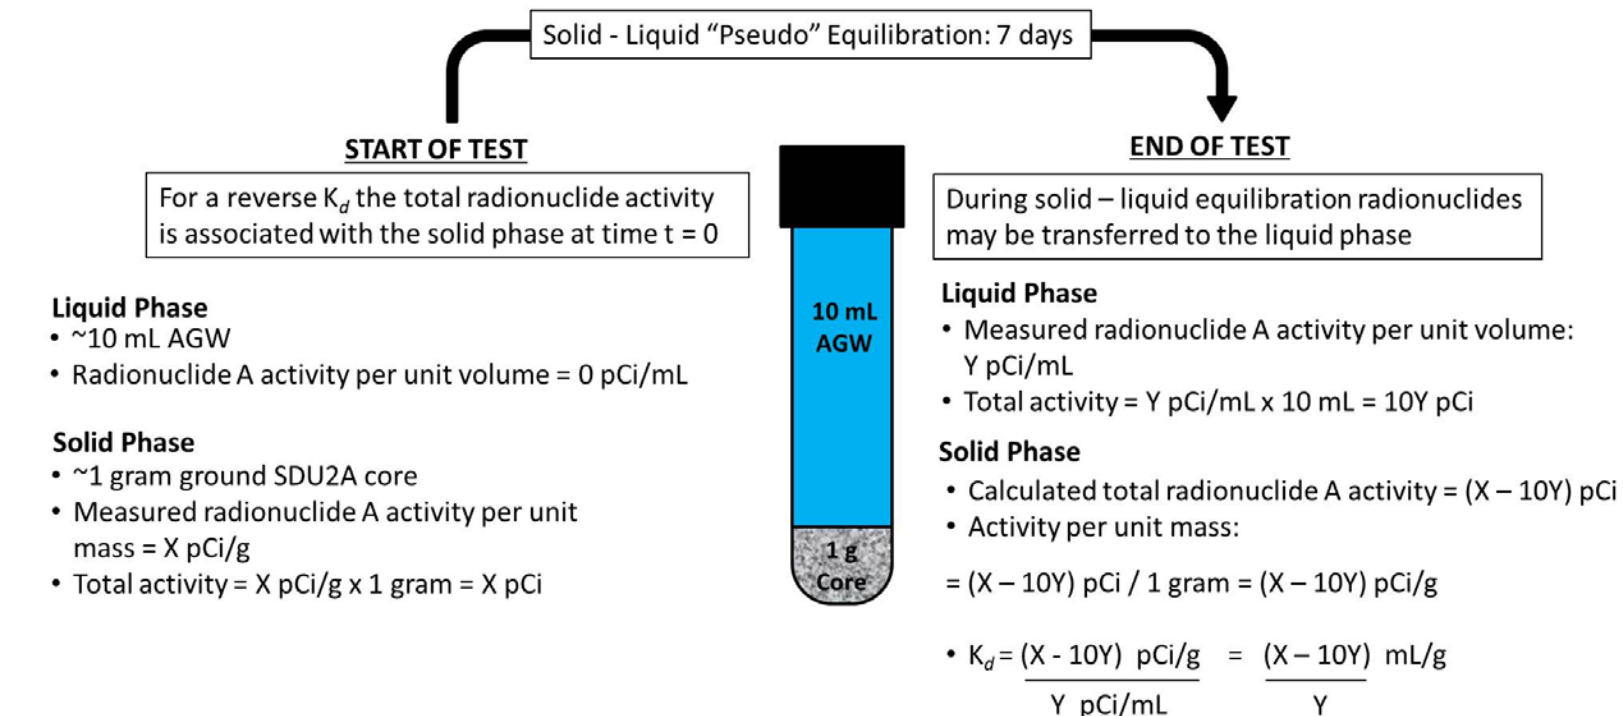 Solid - Liquid “Pseudo” Equilibration: 7 days
START OF TEST
For a reverse Kd the total radionuclide activity
is associated with the solid phase at time t = 0
Liquid Phase
• ~10 mL AGW
• Radionuclide A activity per unit volume = 0 pCi/mL
Solid Phase
• ~1 gram ground SDU2A core
• Measured radionuclide A activity per unit
mass = X pCi/g
• Total activity = X pCi/g x 1 gram = X pCi
10 mL
AGW
1 g
Core
END OF TEST
During solid – liquid equilibration radionuclides
may be transferred to the liquid phase
Liquid Phase
• Measured radionuclide A activity per unit volume:
Y pCi/mL
• Total activity = Y pCi/mL x 10 mL = 10Y pCi
Solid Phase
• Calculated total radionuclide A activity = (X – 10Y) pCi
• Activity per unit mass:
= (X – 10Y) pCi / 1 gram = (X – 10Y) pCi/g
• Kd = (X - 10Y) pCi/g = (X – 10Y) mL/g
Y pCi/mL Y